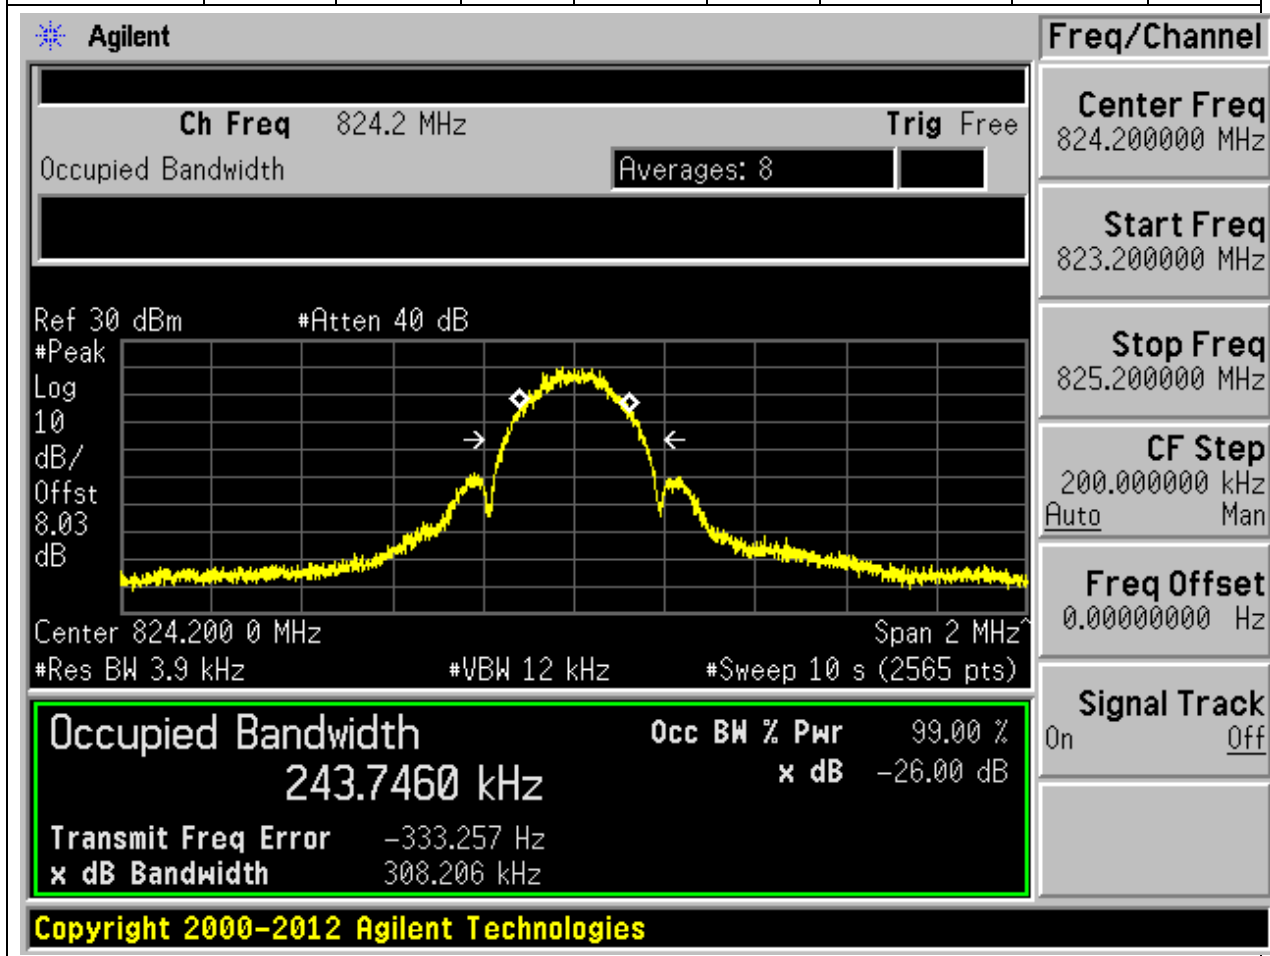 Agilent
Freq/Channel
Ch Freq 824.2 MHz Trig Free
Occupied Bandwidth Averages: 8
Center Freq
824.200000 MHz
Start Freq
823.200000 MHz
Stop Freq
825.200000 MHz
CF Step
200.000000 kHz
Auto Man
Freq Offset
0.00000000 Hz
Signal Track
On Off
Ref 30 dBm #Atten 40 dB
#Peak
Log
10
dB/
Offst
8.03
dB
Center 824.200 0 MHz Span 2 MHz^
#Res BW 3.9 kHz #VBW 12 kHz #Sweep 10 s (2565 pts)
Occupied Bandwidth Occ BW % Pwr 99.00 %
243.7460 kHz x dB -26.00 dB
Transmit Freq Error -333.257 Hz
x dB Bandwidth 308.206 kHz
Copyright 2000-2012 Agilent Technologies